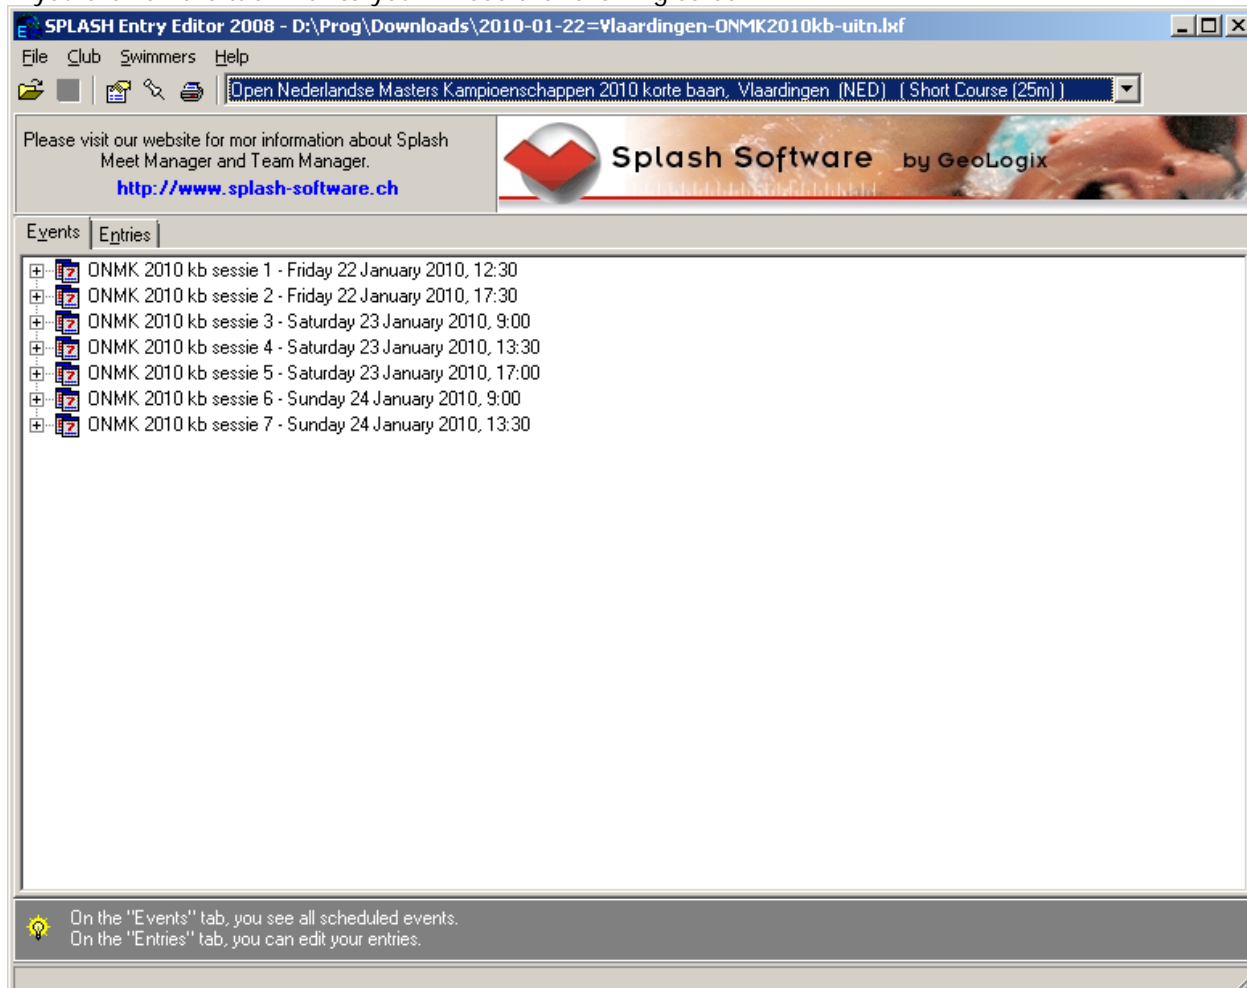 SPLASH Entry Editor 2008 - D:\Prog\Downloads\2010-01-22=Vlaardingen-ONMK2010kb-uitn.lxf
File Club Swimmers Help
Open Nederlandse Masters Kampioenschappen 2010 korte baan, Vlaardingen (NED) ( Short Course (25m) )
Please visit our website for mor information about Splash
Meet Manager and Team Manager.
http://www.splash-software.ch
Splash Software by GeoLogix
Events Entries
ONMK 2010 kb sessie 1 - Friday 22 January 2010, 12:30
ONMK 2010 kb sessie 2 - Friday 22 January 2010, 17:30
ONMK 2010 kb sessie 3 - Saturday 23 January 2010, 9:00
ONMK 2010 kb sessie 4 - Saturday 23 January 2010, 13:30
ONMK 2010 kb sessie 5 - Saturday 23 January 2010, 17:00
ONMK 2010 kb sessie 6 - Sunday 24 January 2010, 9:00
ONMK 2010 kb sessie 7 - Sunday 24 January 2010, 13:30
On the "Events" tab, you see all scheduled events.
On the "Entries" tab, you can edit your entries.